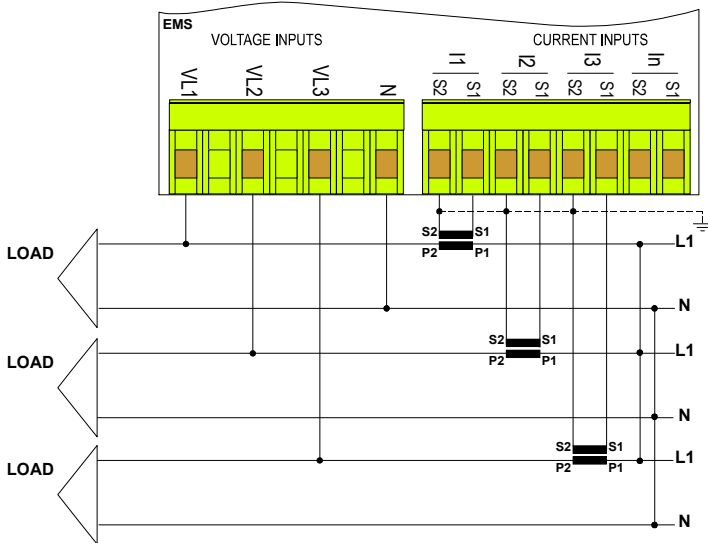 EMS
VOLTAGE INPUTS
CURRENT INPUTS
VL1
VL2
VL3
N
I1
I2
I3
In
S2
S1
S2
S1
S2
S1
S2
S1
LOAD
S2
S1
P2
P1
L1
N
LOAD
S2
S1
P2
P1
L1
N
LOAD
S2
S1
P2
P1
L1
N